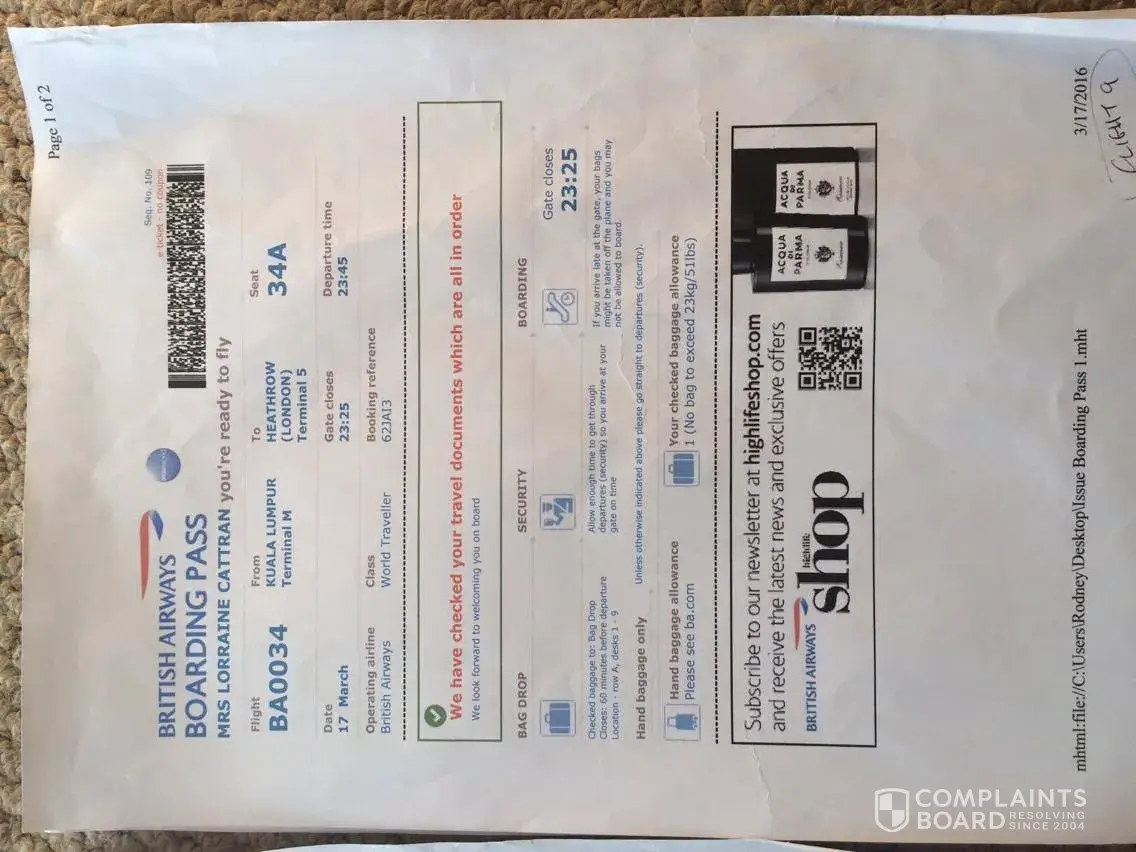 Page 1 of 2
Seq. No. 109
e-ticket - no coupon
BRITISH AIRWAYS
oneworld
BOARDING PASS
MRS LORRAINE CATTRAN you're ready to fly
Flight From To Seat
BA0034 KUALA LUMPUR HEATHROW 34A
Terminal M (LONDON)
Terminal 5
Date Gate closes Departure time
17 March 23:25 23:45
Operating airline Class Booking reference
British Airways World Traveller 62JAI3
We have checked your travel documents which are all in order
We look forward to welcoming you on board
BAG DROP SECURITY BOARDING
Gate closes
23:25
Checked baggage to: Bag Drop
Closes: 60 minutes before departure
Location - row A, desks 1 - 9
Allow enough time to get through
departures (security) so you arrive at your
gate on time
If you arrive late at the gate, your bags
might be taken off the plane and you may
not be allowed to board.
Hand baggage only Unless otherwise indicated above please go straight to departures (security).
Hand baggage allowance
Please see ba.com
Your checked baggage allowance
1 (No bag to exceed 23kg/51lbs)
Subscribe to our newsletter at highlifeshop.com
and receive the latest news and exclusive offers
BRITISH AIRWAYS
highlife
shop
ACQUA
DI
PARMA
ACQUA
DI
PARMA
mhtml:file://C:\Users\Rodney\Desktop\Issue Boarding Pass 1.mht 3/17/2016
COMPLAINTS
BOARD RESOLVING
SINCE 2004